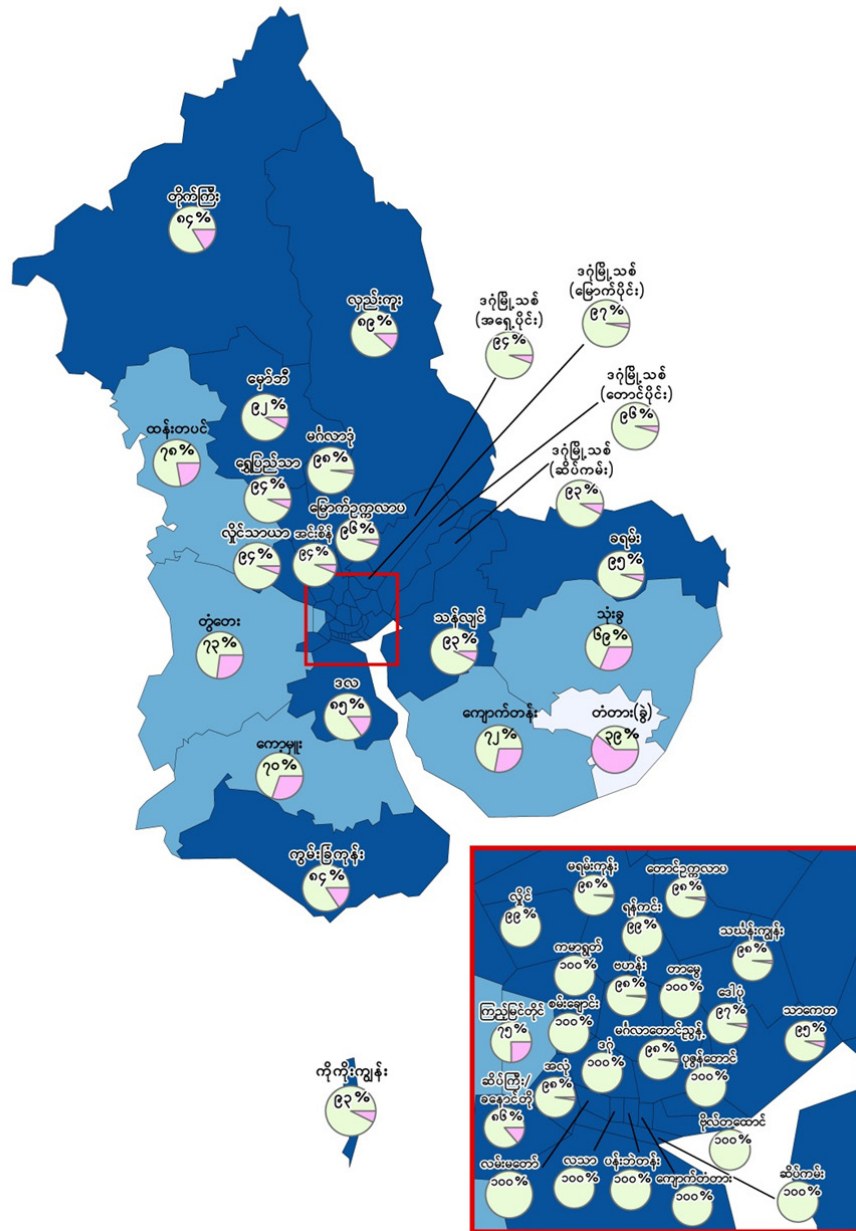 တိုက်ကြီး
၈၄%
လှည်းကူး
၈၉%
ဒဂုံမြို့သစ်
(အရှေ့ပိုင်း)
၉၄%
ဒဂုံမြို့သစ်
(မြောက်ပိုင်း)
၉၇%
ဒဂုံမြို့သစ်
(တောင်ပိုင်း)
၉၆%
ဒဂုံမြို့သစ်
(ဆိပ်ကမ်း)
၉၃%
မှော်ဘီ
၉၂%
ထန်းတပင်
၇၈%
မင်္ဂလာဒုံ
၉၈%
ရွှေပြည်သာ
၉၄%
မြောက်ဥက္ကလာပ
၉၆%
လှိုင်သာယာ
၉၄%
အင်းစိန်
၉၄%
ခရမ်း
၉၅%
သန်လျင်
၉၃%
သုံးခွ
၆၉%
တွံတေး
၇၃%
ဒလ
၈၅%
ကျောက်တန်း
၇၂%
တံတား(ခွဲ)
၃၉%
ကော့မှူး
၇၀%
ကွမ်းခြံကုန်း
၈၄%
ကိုကိုးကျွန်း
၉၃%
လှိုင်
၉၉%
မရမ်းကုန်း
၉၈%
တောင်ဥက္ကလာပ
၉၈%
ရန်ကင်း
၉၉%
သင်္ဃန်းကျွန်း
၉၈%
ကမာရွတ်
၁၀၀%
ဗဟန်း
၉၈%
တာမွေ
၁၀၀%
ဒေါပုံ
၉၇%
သာကေတ
၉၅%
ကြည့်မြင်တိုင်
၇၅%
စမ်းချောင်း
၁၀၀%
မင်္ဂလာတောင်ညွန့်
၉၈%
ဒဂုံ
၁၀၀%
ပုဇွန်တောင်
၁၀၀%
ဆိပ်ကြီး/
ခနောင်တို
၈၆%
အလုံ
၉၈%
ဗိုလ်တထောင်
၁၀၀%
လမ်းမတော်
၁၀၀%
လသာ
၁၀၀%
ပန်းဘဲတန်း
၁၀၀%
ကျောက်တံတား
၁၀၀%
ဆိပ်ကမ်း
၁၀၀%